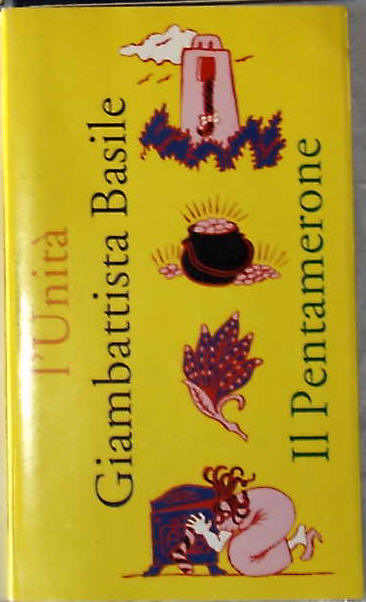 l'Unità
Giambattista Basile
Il Pentamerone